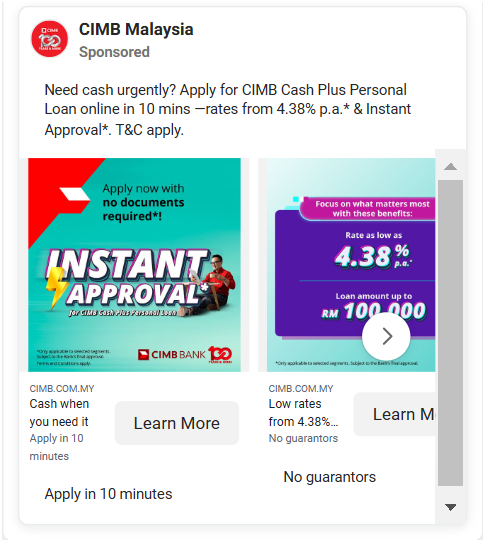 CIMB Malaysia
Sponsored
Need cash urgently? Apply for CIMB Cash Plus Personal
Loan online in 10 mins —rates from 4.38% p.a.* & Instant
Approval*. T&C apply.
Apply now with
no documents
required*!
INSTANT
APPROVAL*
for CIMB Cash Plus Personal Loan
*Only applicable to selected segments.
Subject to the Bank's final approval.
Terms and conditions apply.
CIMB BANK
Focus on what matters most
with these benefits:
Rate as low as
4.38% p.a.*
Loan amount up to
RM 100,000
*Only applicable to selected segments. Subject to the Bank's final approval.
CIMB.COM.MY
Cash when
you need it
Apply in 10
minutes
Learn More
Apply in 10 minutes
CIMB.COM.MY
Low rates
from 4.38%...
No guarantors
Learn M
No guarantors